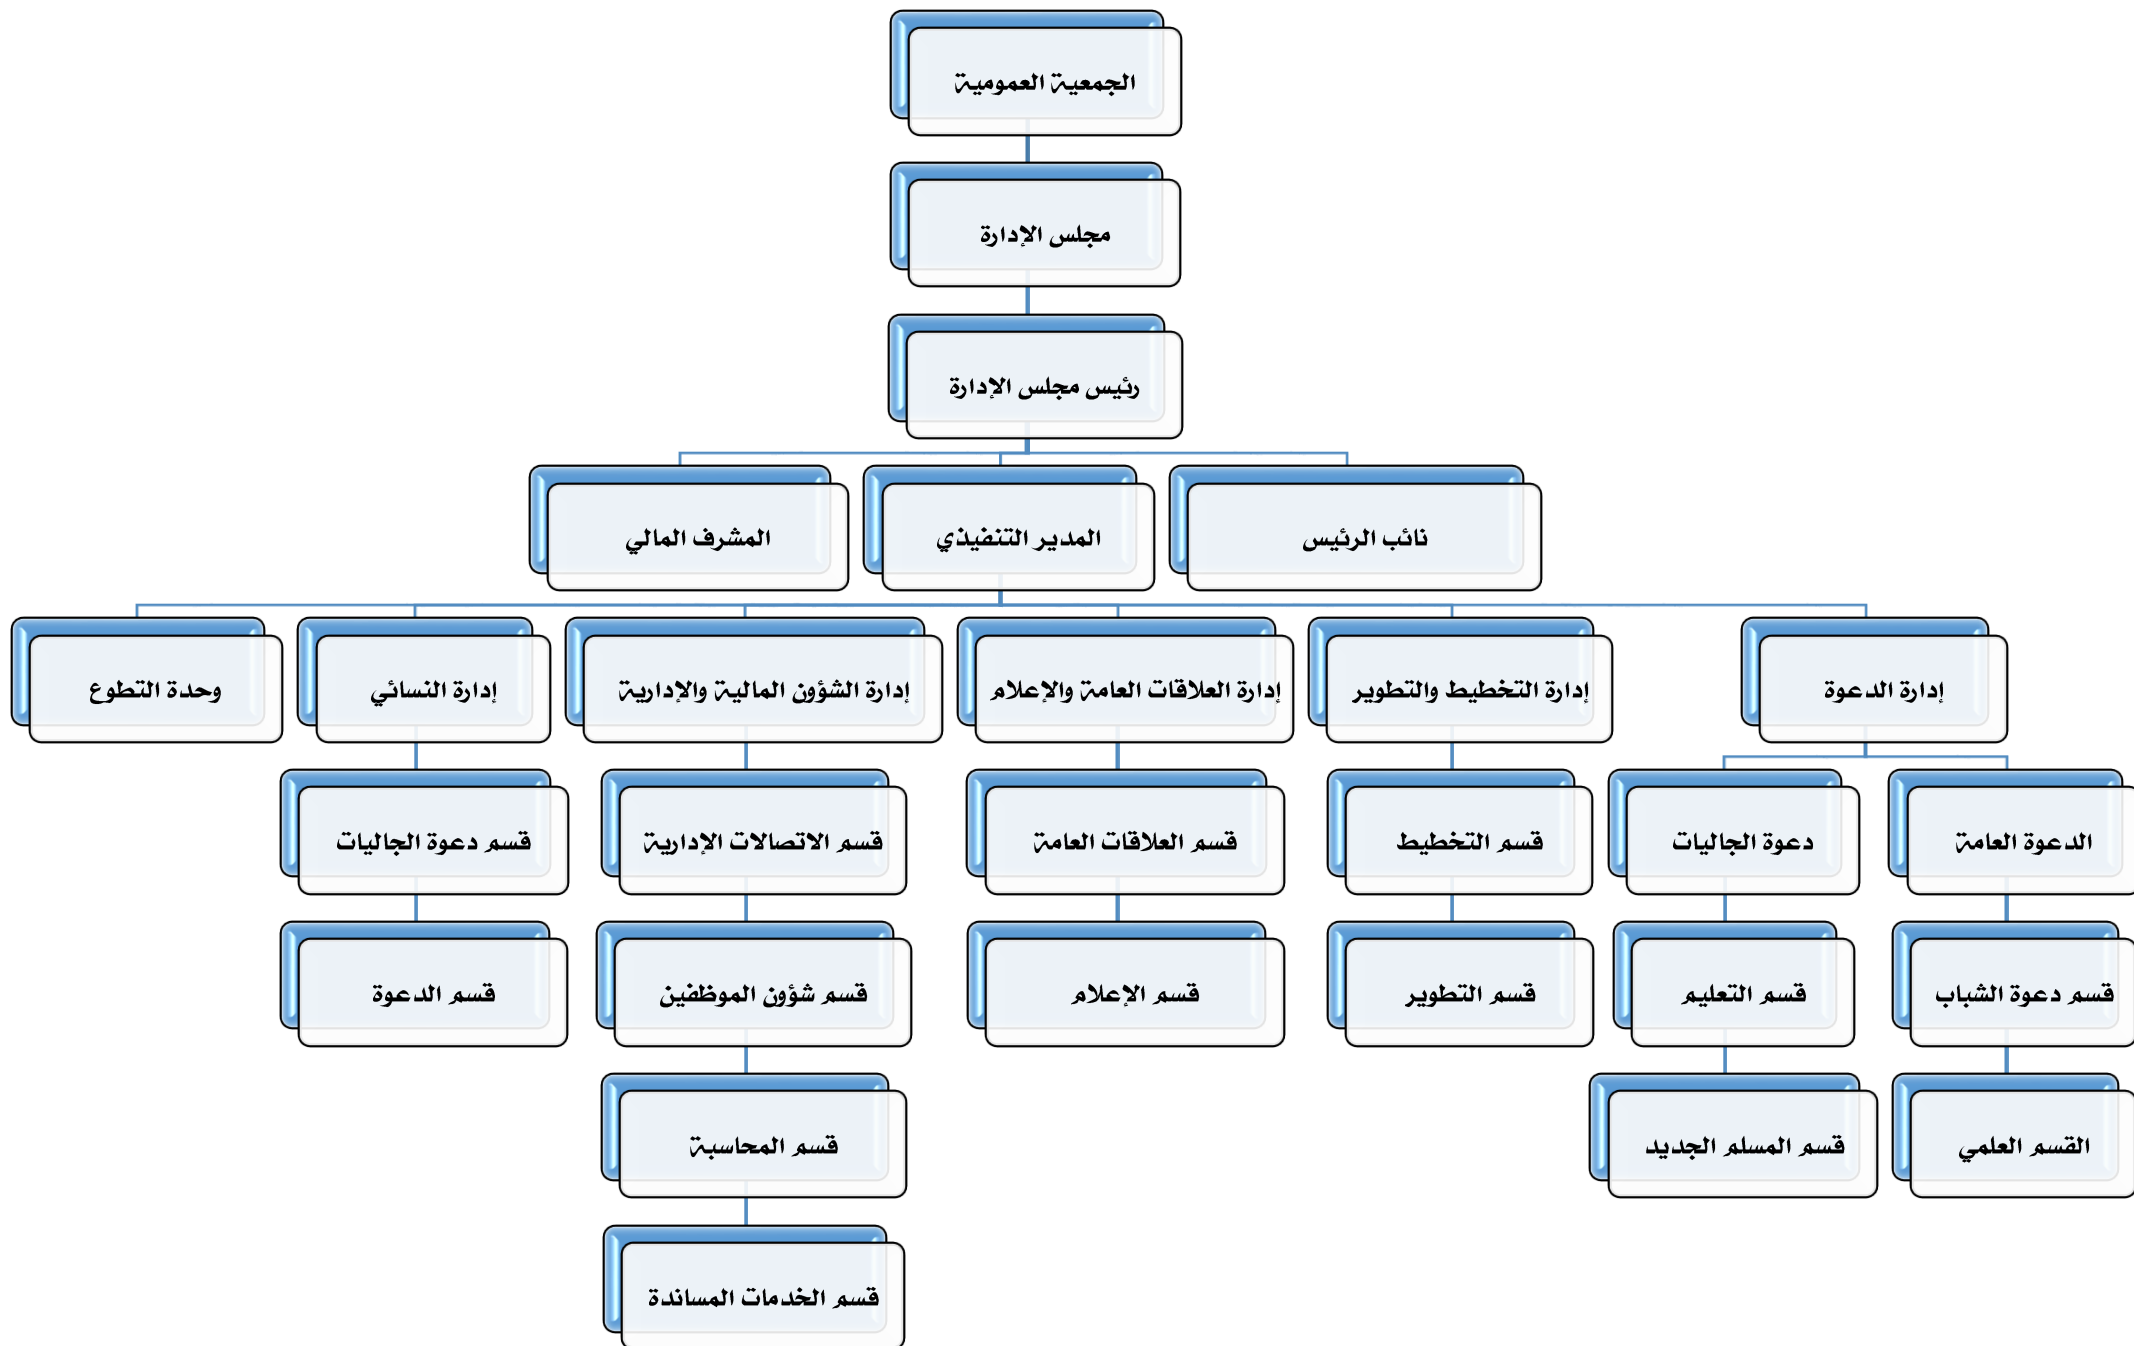 الجمعية العمومية
مجلس الإدارة
رئيس مجلس الإدارة
نائب الرئيس
المدير التنفيذي
المشرف المالي
إدارة الدعوة
إدارة التخطيط والتطوير
إدارة العلاقات العامة والإعلام
إدارة الشؤون المالية والإدارية
إدارة النسائي
وحدة التطوع
الدعوة العامة
دعوة الجاليات
قسم التخطيط
قسم العلاقات العامة
قسم الاتصالات الإدارية
قسم دعوة الجاليات
قسم دعوة الشباب
قسم التعليم
قسم التطوير
قسم الإعلام
قسم شؤون الموظفين
قسم الدعوة
القسم العلمي
قسم المسلم الجديد
قسم المحاسبة
قسم الخدمات المساندة